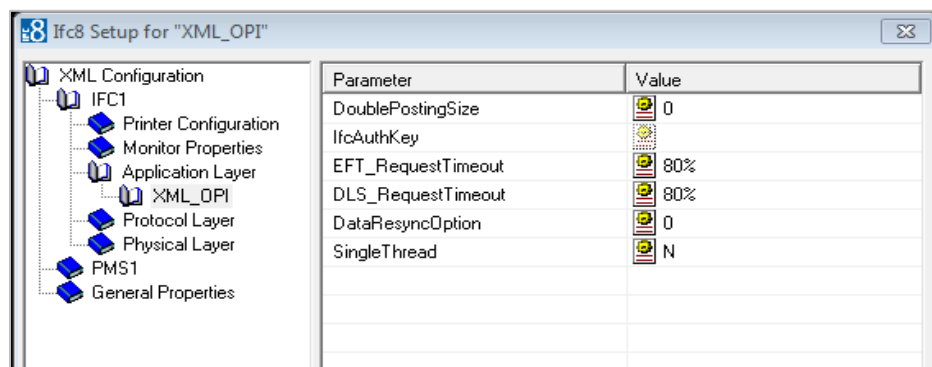 Ifc8 Setup for "XML_OPI"
XML Configuration
IFC1
Printer Configuration
Monitor Properties
Application Layer
XML_OPI
Protocol Layer
Physical Layer
PMS1
General Properties
Parameter Value
DoublePostingSize 0
IfcAuthKey
EFT_RequestTimeout 80%
DLS_RequestTimeout 80%
DataResyncOption 0
SingleThread N